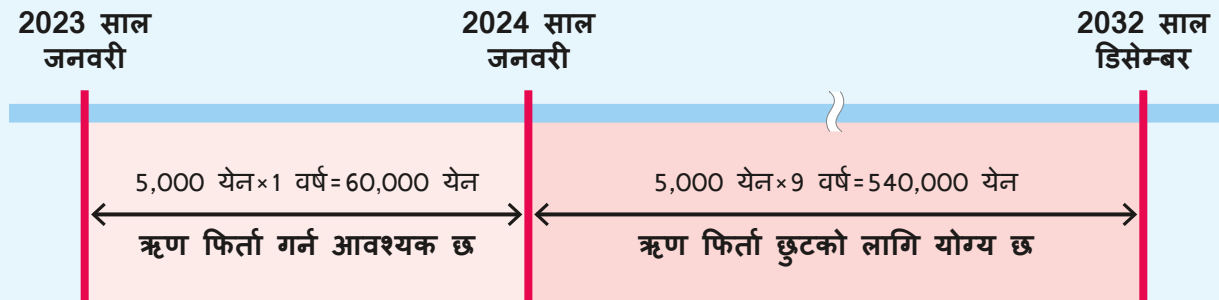 2023 साल
जनवरी
2024 साल
जनवरी
2032 साल
डिसेम्बर
5,000 येन×1 वर्ष=60,000 येन
5,000 येन×9 वर्ष=540,000 येन
ऋण फिर्ता गर्न आवश्यक छ
ऋण फिर्ता छुटको लागि योग्य छ